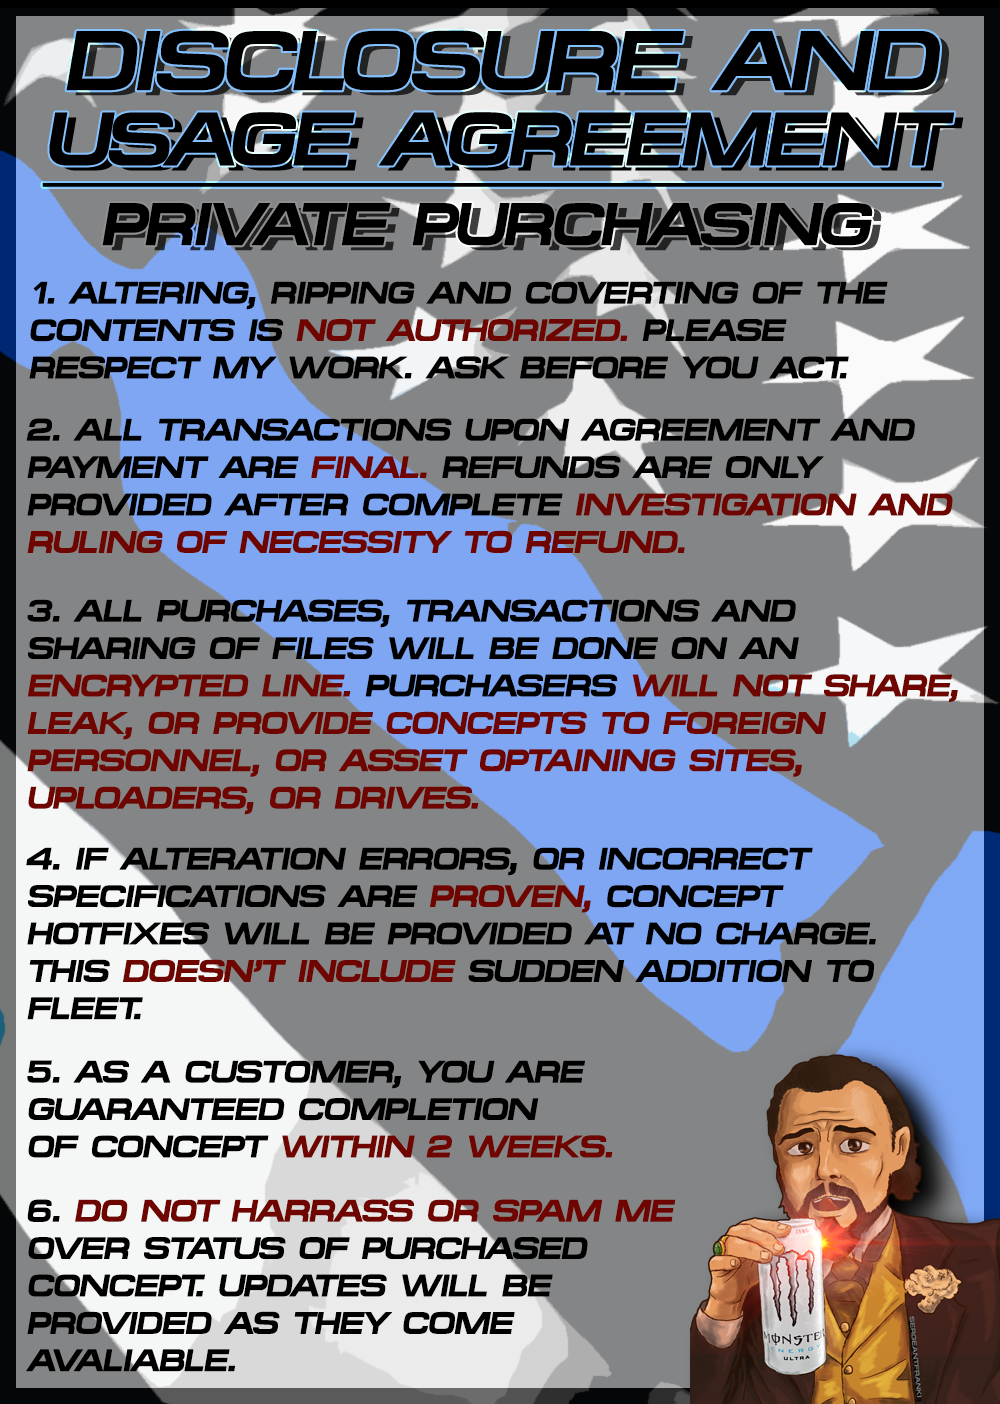 DISCLOSURE AND
USAGE AGREEMENT
PRIVATE PURCHASING
1. ALTERING, RIPPING AND COVERTING OF THE
CONTENTS IS NOT AUTHORIZED. PLEASE
RESPECT MY WORK. ASK BEFORE YOU ACT.
2. ALL TRANSACTIONS UPON AGREEMENT AND
PAYMENT ARE FINAL. REFUNDS ARE ONLY
PROVIDED AFTER COMPLETE INVESTIGATION AND
RULING OF NECESSITY TO REFUND.
3. ALL PURCHASES, TRANSACTIONS AND
SHARING OF FILES WILL BE DONE ON AN
ENCRYPTED LINE. PURCHASERS WILL NOT SHARE,
LEAK, OR PROVIDE CONCEPTS TO FOREIGN
PERSONNEL, OR ASSET OPTAINING SITES,
UPLOADERS, OR DRIVES.
4. IF ALTERATION ERRORS, OR INCORRECT
SPECIFICATIONS ARE PROVEN, CONCEPT
HOTFIXES WILL BE PROVIDED AT NO CHARGE.
THIS DOESN'T INCLUDE SUDDEN ADDITION TO
FLEET.
5. AS A CUSTOMER, YOU ARE
GUARANTEED COMPLETION
OF CONCEPT WITHIN 2 WEEKS.
6. DO NOT HARRASS OR SPAM ME
OVER STATUS OF PURCHASED
CONCEPT. UPDATES WILL BE
PROVIDED AS THEY COME
AVALIABLE.
MONSTER
ENERGY
ULTRA